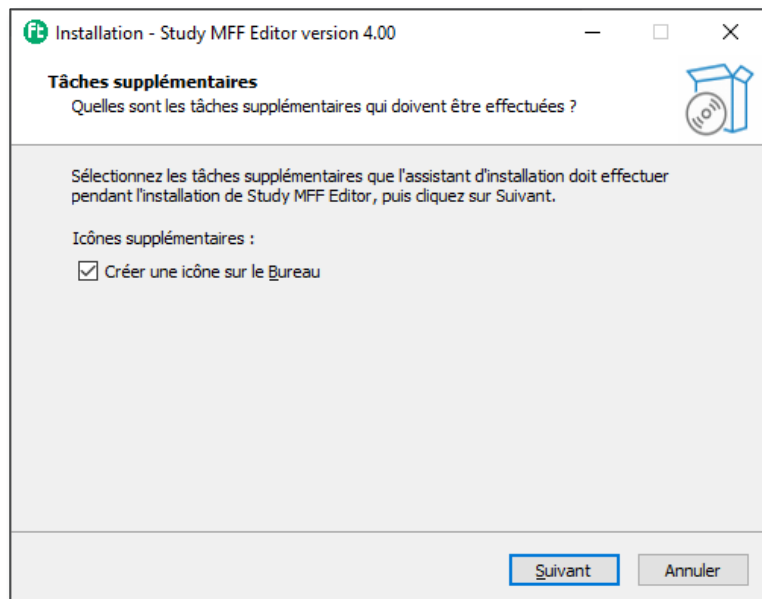 ft Installation - Study MFF Editor version 4.00
Tâches supplémentaires
Quelles sont les tâches supplémentaires qui doivent être effectuées ?
Sélectionnez les tâches supplémentaires que l'assistant d'installation doit effectuer
pendant l'installation de Study MFF Editor, puis cliquez sur Suivant.
Icônes supplémentaires :
Créer une icône sur le Bureau
Suivant Annuler